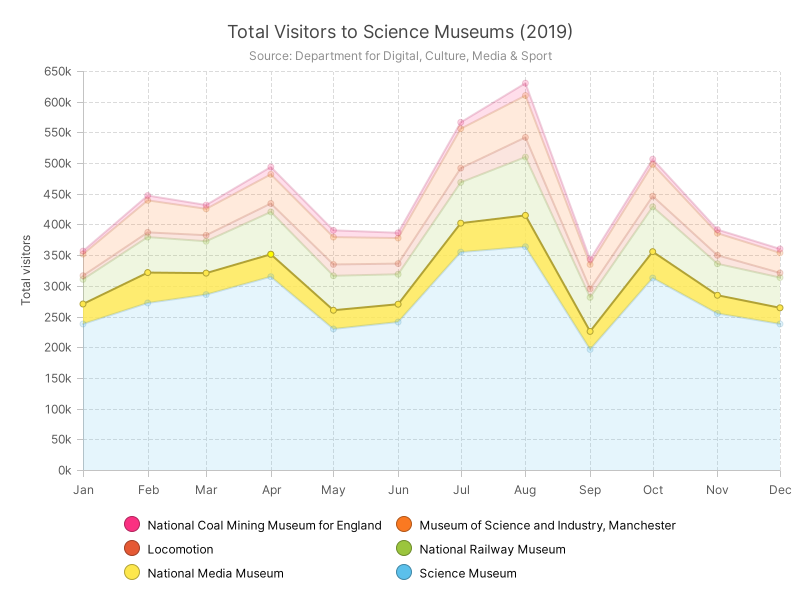 Total Visitors to Science Museums (2019)
Source: Department for Digital, Culture, Media & Sport
650k
600k
550k
500k
450k
400k
350k
300k
250k
200k
150k
100k
50k
0k
Total visitors
Jan Feb Mar Apr May Jun Jul Aug Sep Oct Nov Dec
National Coal Mining Museum for England Museum of Science and Industry, Manchester
Locomotion National Railway Museum
National Media Museum Science Museum